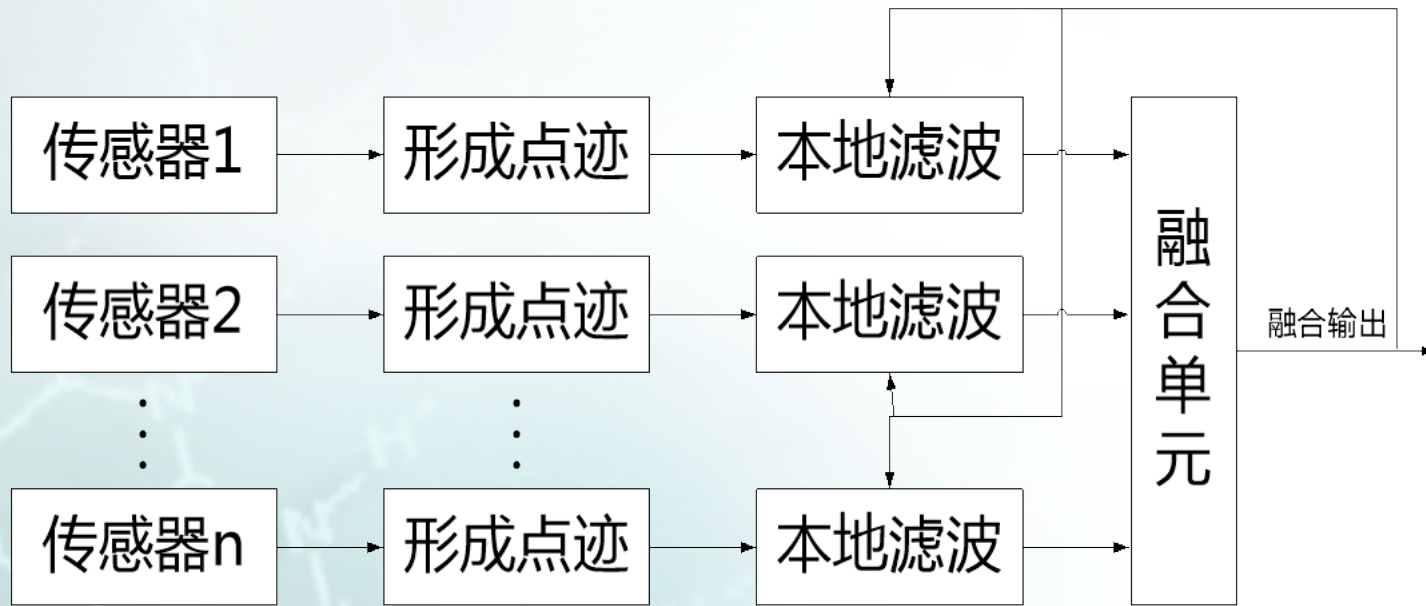 传感器1
形成点迹
本地滤波
传感器2
形成点迹
本地滤波
传感器n
形成点迹
本地滤波
融合单元
融合输出